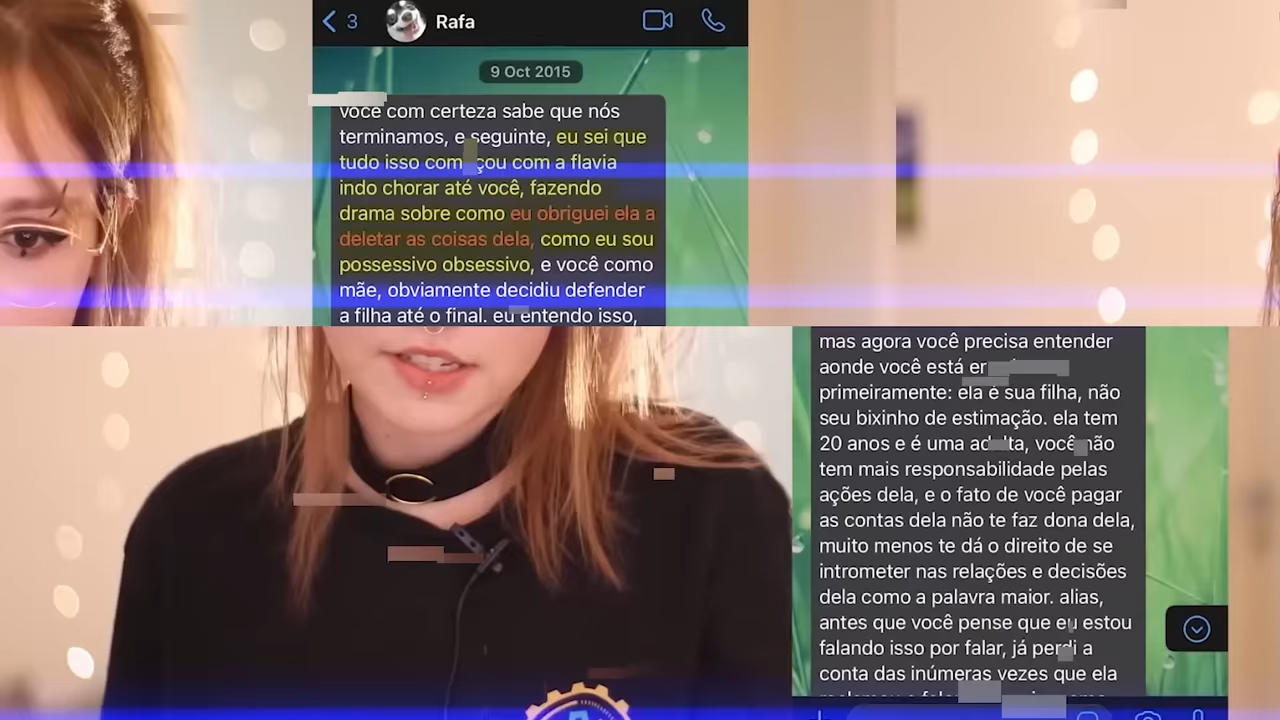 3
Rafa
9 Oct 2015
você com certeza sabe que nós
terminamos, e seguinte, eu sei que
tudo isso começou com a flavia
indo chorar até você, fazendo
drama sobre como eu obriguei ela a
deletar as coisas dela, como eu sou
possessivo obsessivo, e você como
mãe, obviamente decidiu defender
a filha até o final. eu entendo isso,
mas agora você precisa entender
aonde você está
primeiramente: ela é sua filha, não
seu bixinho de estimação. ela tem
20 anos e é uma adulta, você não
tem mais responsabilidade pelas
ações dela, e o fato de você pagar
as contas dela não te faz dona dela,
muito menos te dá o direito de se
intrometer nas relações e decisões
dela como a palavra maior. alias,
antes que você pense que eu estou
falando isso por falar, já perdi a
conta das inúmeras vezes que ela